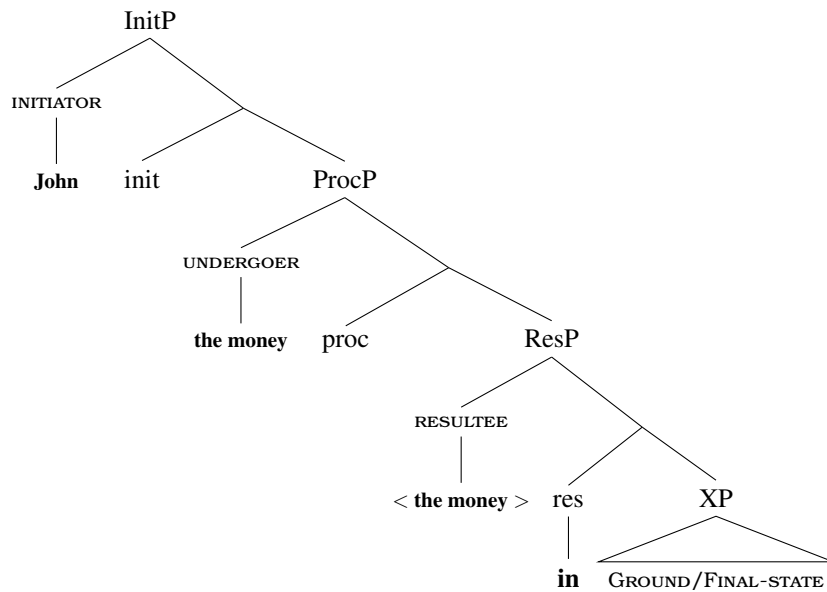 InitP
INITIATOR
John init ProcP
UNDERGOER
the money proc ResP
RESULTEE
< the money > res XP
in GROUND/FINAL-STATE